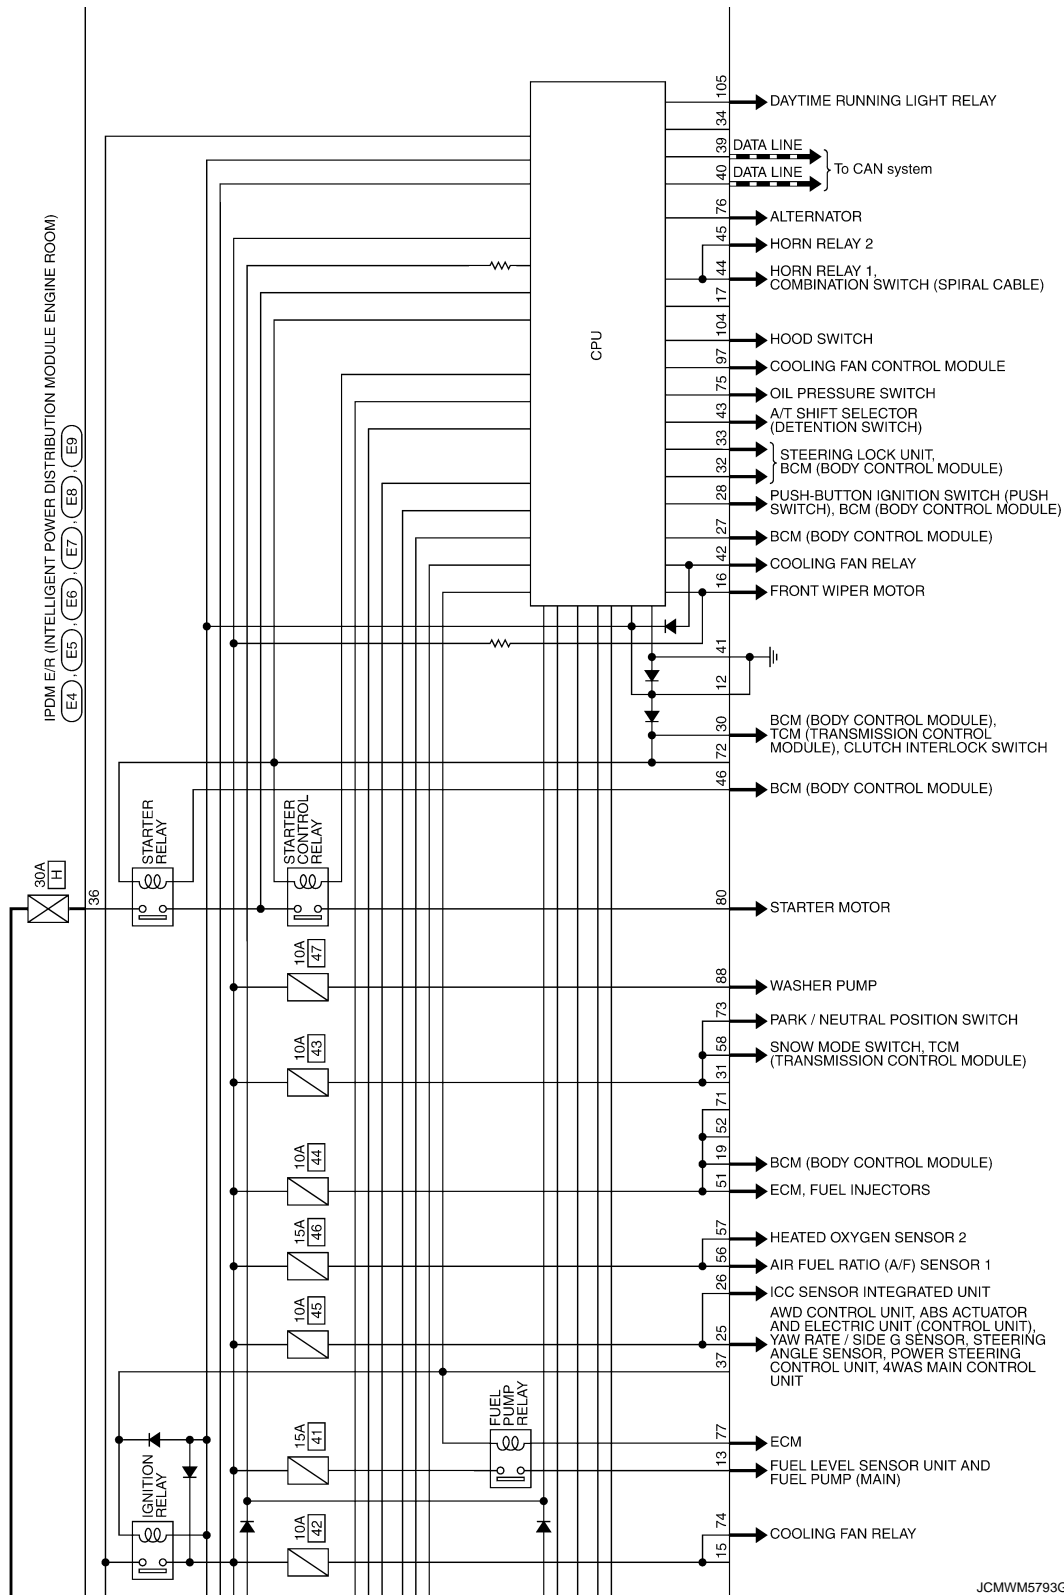 IPDM E/R (INTELLIGENT POWER DISTRIBUTION MODULE ENGINE ROOM)
E4 , E5 , E6 , E7 , E8 , E9
CPU
105
DAYTIME RUNNING LIGHT RELAY
34
39
DATA LINE
40
DATA LINE
To CAN system
76
ALTERNATOR
45
HORN RELAY 2
44
HORN RELAY 1,
COMBINATION SWITCH (SPIRAL CABLE)
17
104
HOOD SWITCH
97
COOLING FAN CONTROL MODULE
75
OIL PRESSURE SWITCH
43
A/T SHIFT SELECTOR
(DETENTION SWITCH)
33
32
STEERING LOCK UNIT,
BCM (BODY CONTROL MODULE)
28
PUSH-BUTTON IGNITION SWITCH (PUSH
SWITCH), BCM (BODY CONTROL MODULE)
27
BCM (BODY CONTROL MODULE)
42
COOLING FAN RELAY
16
FRONT WIPER MOTOR
41
12
30
BCM (BODY CONTROL MODULE),
TCM (TRANSMISSION CONTROL
MODULE), CLUTCH INTERLOCK SWITCH
72
46
BCM (BODY CONTROL MODULE)
STARTER
RELAY
STARTER
CONTROL
RELAY
30A
H
36
80
STARTER MOTOR
10A
47
88
WASHER PUMP
73
PARK / NEUTRAL POSITION SWITCH
10A
43
58
SNOW MODE SWITCH, TCM
(TRANSMISSION CONTROL MODULE)
31
71
52
10A
44
19
BCM (BODY CONTROL MODULE)
51
ECM, FUEL INJECTORS
15A
46
57
HEATED OXYGEN SENSOR 2
56
AIR FUEL RATIO (A/F) SENSOR 1
26
ICC SENSOR INTEGRATED UNIT
10A
45
25
AWD CONTROL UNIT, ABS ACTUATOR
AND ELECTRIC UNIT (CONTROL UNIT),
YAW RATE / SIDE G SENSOR, STEERING
ANGLE SENSOR, POWER STEERING
CONTROL UNIT, 4WAS MAIN CONTROL
UNIT
37
FUEL
PUMP
RELAY
77
ECM
15A
41
13
FUEL LEVEL SENSOR UNIT AND
FUEL PUMP (MAIN)
IGNITION
RELAY
10A
42
74
COOLING FAN RELAY
15